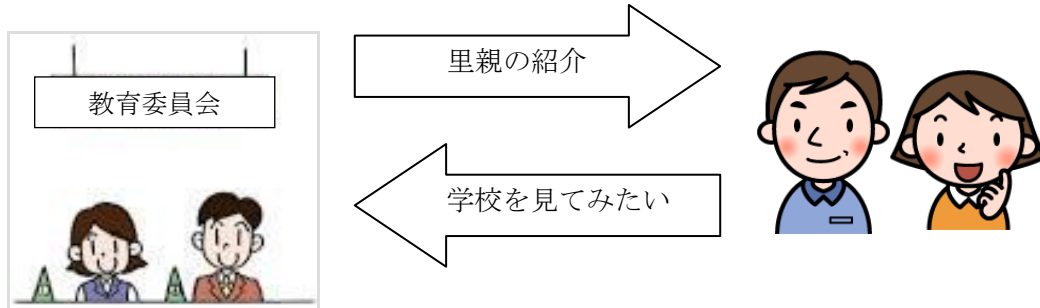 教育委員会
里親の紹介
学校を見てみたい